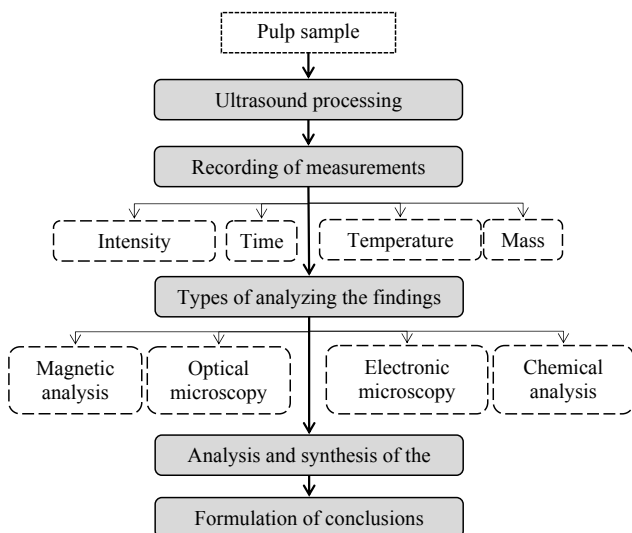 Pulp sample
Ultrasound processing
Recording of measurements
Intensity
Time
Temperature
Mass
Types of analyzing the findings
Magnetic
analysis
Optical
microscopy
Electronic
microscopy
Chemical
analysis
Analysis and synthesis of the
Formulation of conclusions